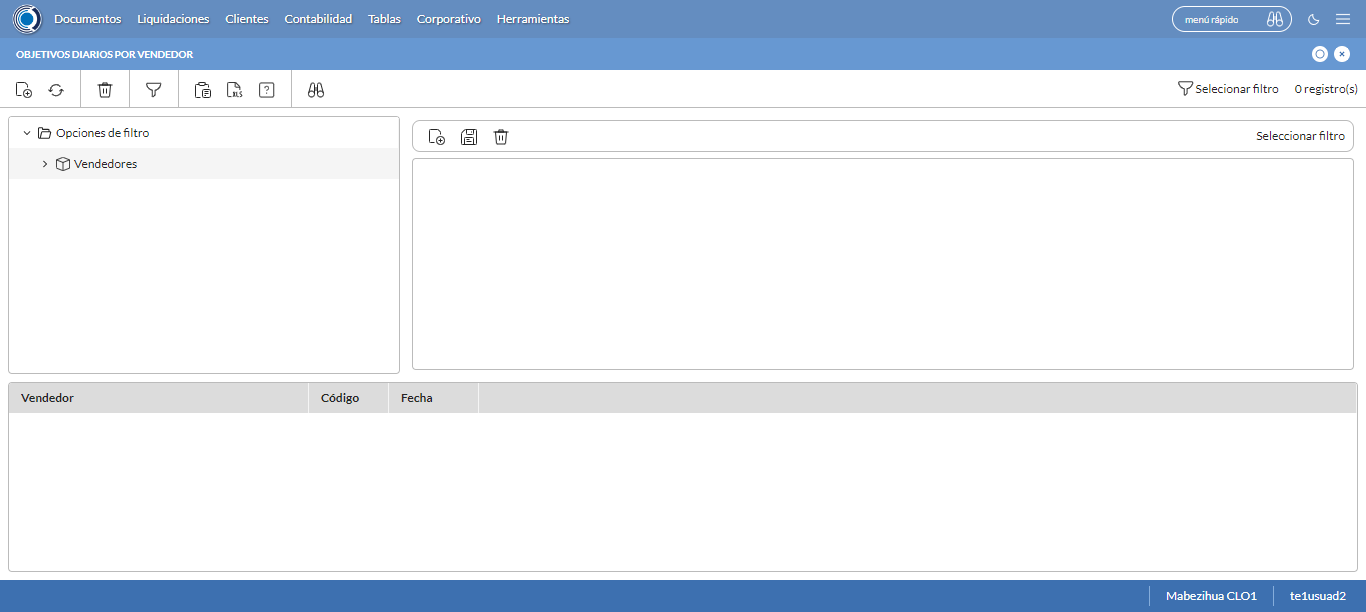 Documentos Liquidaciones Clientes Contabilidad Tablas Corporativo Herramientas menú rápido
OBJETIVOS DIARIOS POR VENDEDOR
XLS ? Selecionar filtro 0 registro(s)
Opciones de filtro
Seleccionar filtro
Vendedores
Vendedor Código Fecha
Mabezihua CLO1 te1usuad2